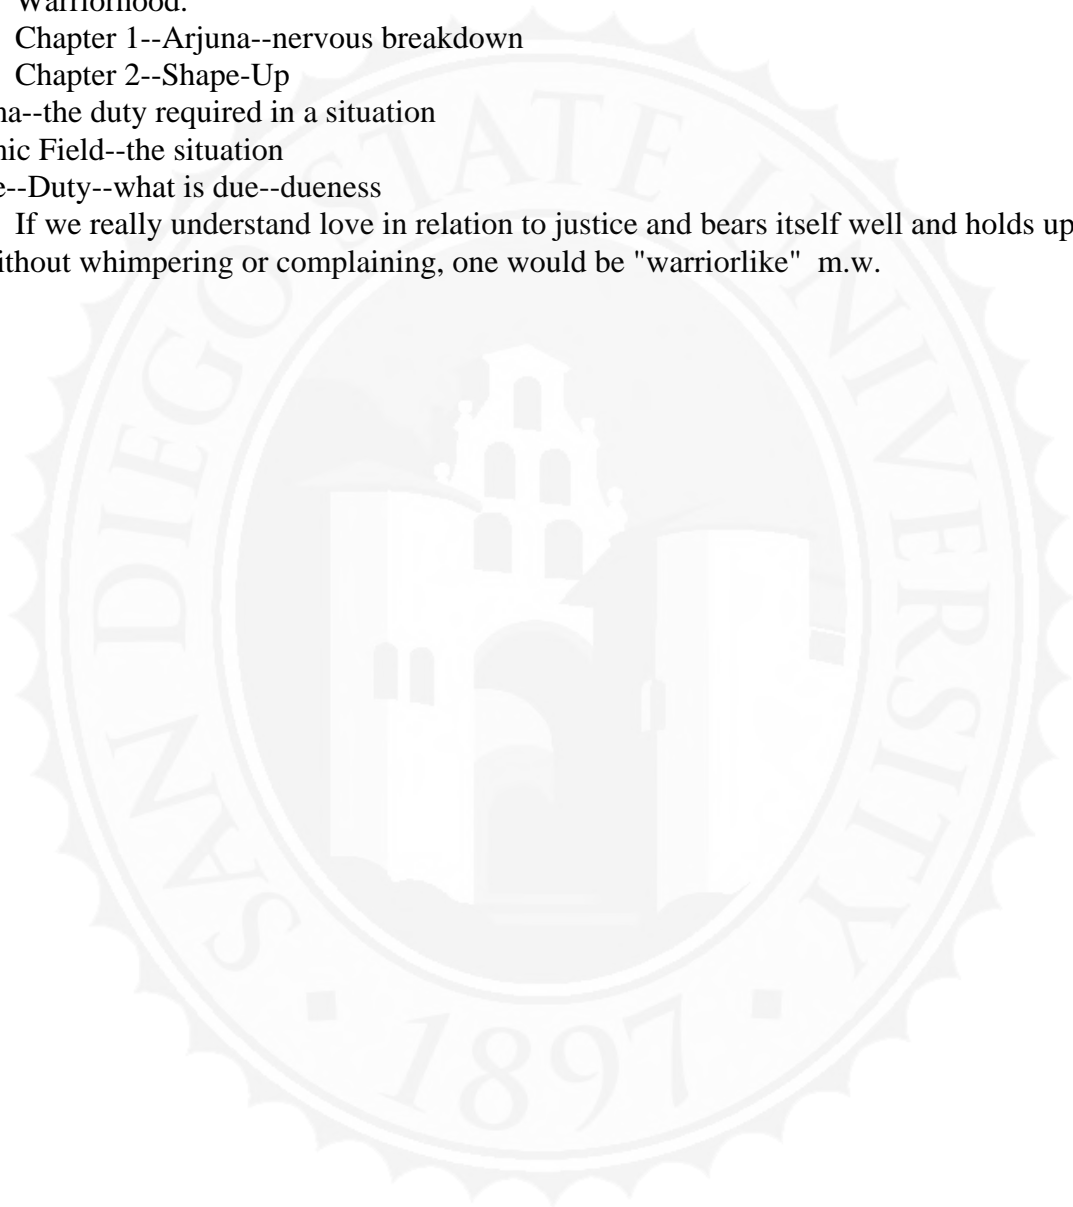 Warriorhood.
Chapter 1--Arjuna--nervous breakdown
Chapter 2--Shape-Up
na--the duty required in a situation
nic Field--the situation
e--Duty--what is due--dueness
If we really understand love in relation to justice and bears itself well and holds up
ithout whimpering or complaining, one would be "warriorlike" m.w.
SAN DIEGO STATE UNIVERSITY
1897